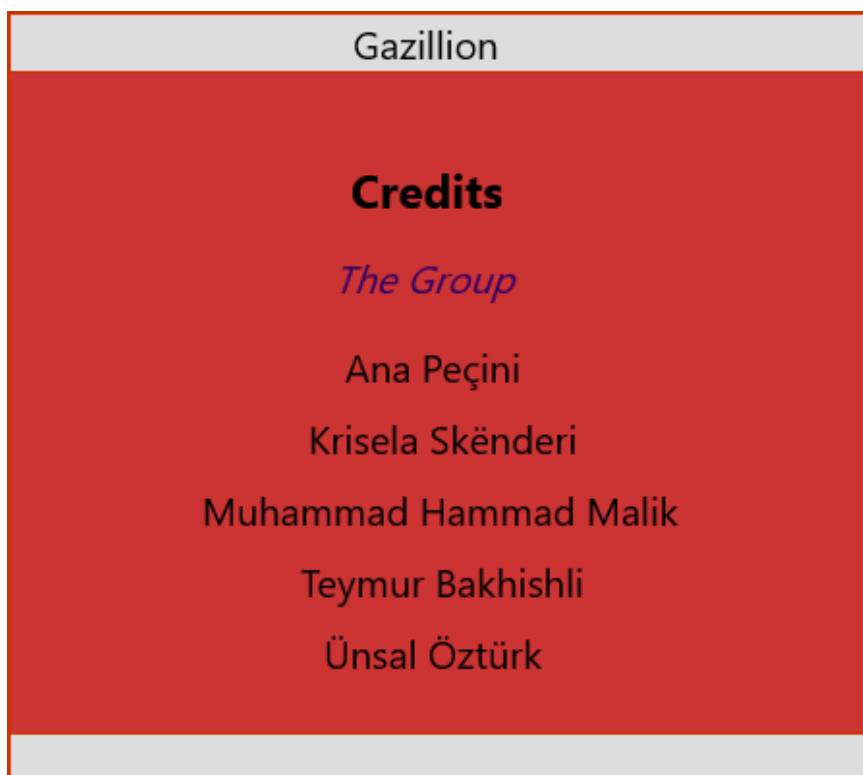 Gazillion
Credits
The Group
Ana Peçini
Krisela Skënderi
Muhammad Hammad Malik
Teymur Bakhishli
Ünsal Öztürk